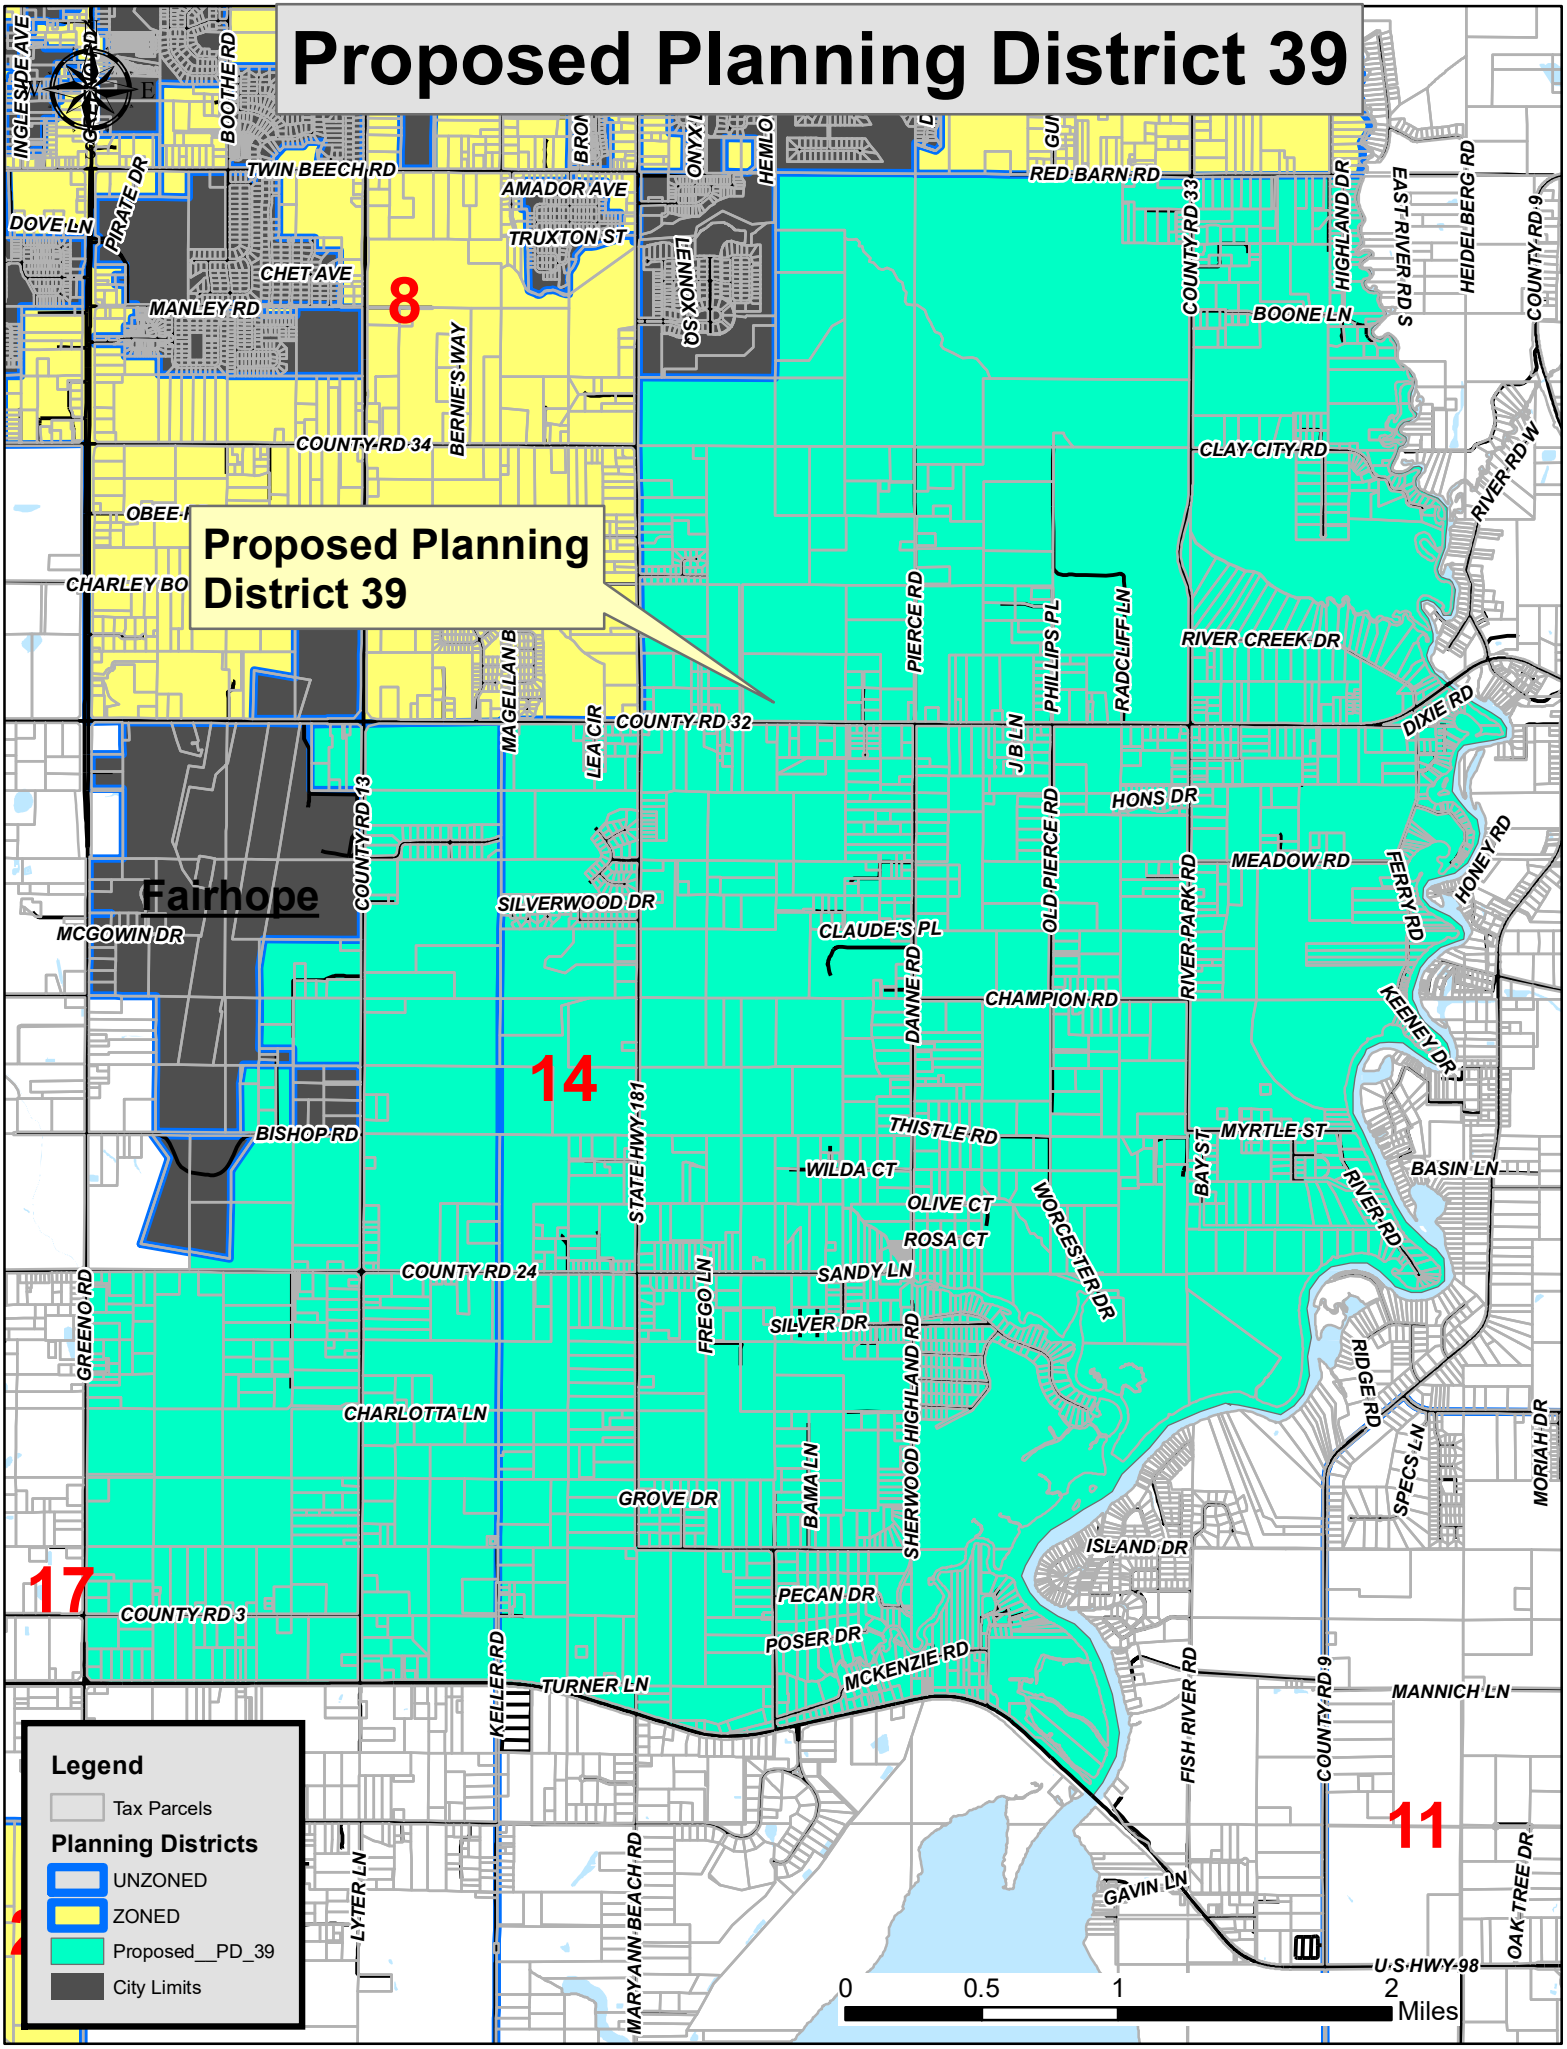 Proposed Planning District 39
INGLESIDE AVE
BOOTHE RD
E
TWIN BEECH RD
PIRATE DR
DOVE LN
AMADOR AVE
TRUXTON ST
LENNOX SQ
RED BARN RD
COUNTY RD 33
HIGHLAND DR
EAST RIVER RD S
HEIDELBERG RD
COUNTY RD 9
CHET AVE
8
MANLEY RD
BERNIE'S WAY
BOONE LN
COUNTY RD 34
CLAY CITY RD
RIVER RD W
Proposed Planning
District 39
CHARLEY BO
PIERCE RD
PHILLIPS PL
RADCLIFF LN
RIVER CREEK DR
MAGELLAN B
LEA CIR
COUNTY RD 32
J B LN
DIXIE RD
COUNTY RD 13
HONS DR
OLD PIERCE RD
RIVER PARK RD
MEADOW RD
FERRY RD
HONEY RD
Fairhope
MCGOWIN DR
SILVERWOOD DR
CLAUDE'S PL
DANNE RD
CHAMPION RD
KEENEY DR
14
STATE HWY 181
BISHOP RD
THISTLE RD
MYRTLE ST
WILDA CT
BAY ST
BASIN LN
OLIVE CT
WORCESTER DR
RIVER RD
ROSA CT
GREENO RD
COUNTY RD 24
FREGO LN
SANDY LN
SILVER DR
SHERWOOD HIGHLAND RD
RIDGE RD
CHARLOTTA LN
BAMA LN
SPECS LN
MORIAH DR
GROVE DR
ISLAND DR
17
COUNTY RD 3
PECAN DR
POSER DR
MCKENZIE RD
KELLER RD
TURNER LN
FISH RIVER RD
COUNTY RD 9
MANNICH LN
11
LYTER LN
MARY ANN BEACH RD
GAVIN LN
OAK TREE DR
U S HWY 98
Legend
Tax Parcels
Planning Districts
UNZONED
ZONED
Proposed__PD_39
City Limits
0 0.5 1 2
Miles